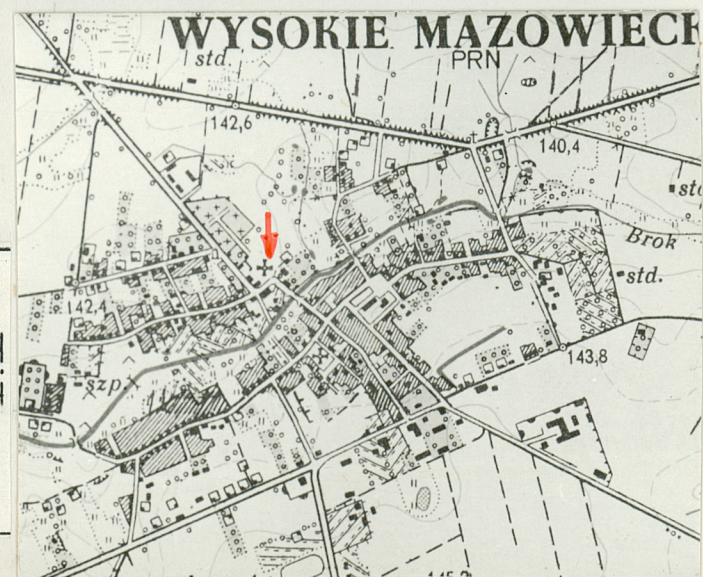 WYSOKIE MAZOWIECK
std.
PRN
142,6
140,4
std
Brok
std.
142,4
143,8
szp.